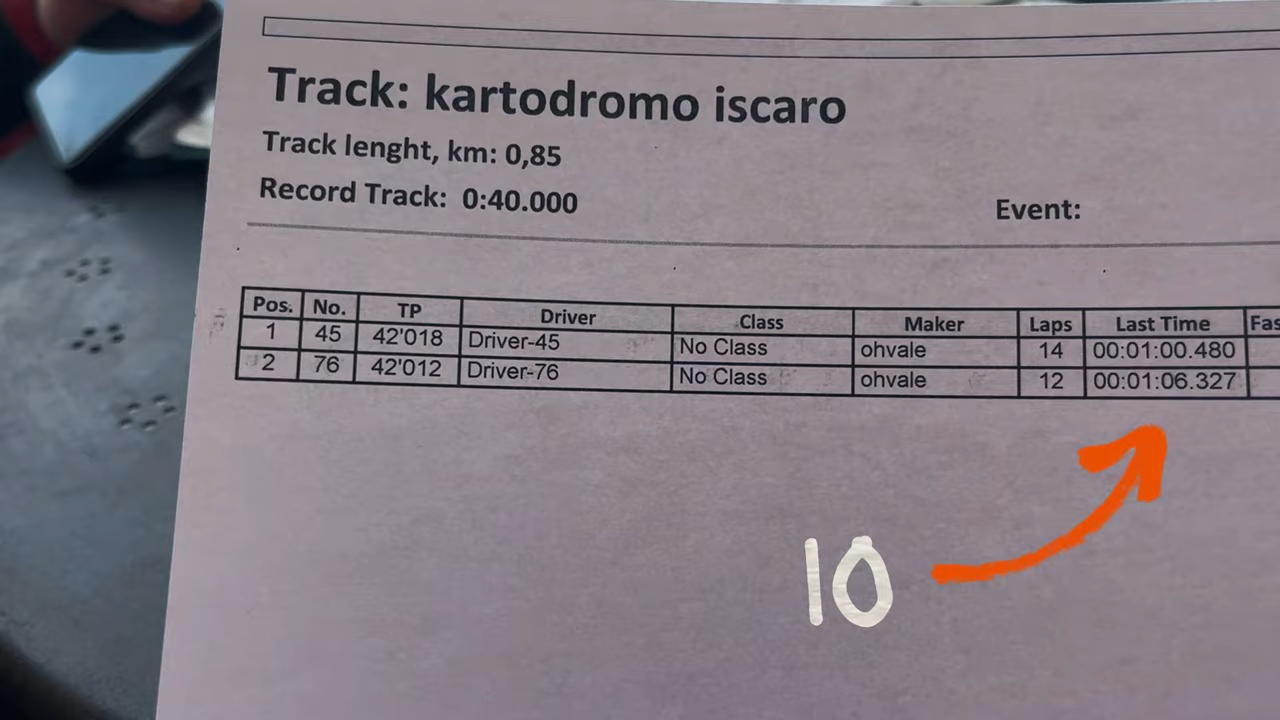 Track: kartodromo iscaro
Track lenght, km: 0,85
Record Track: 0:40.000
Event:
Pos. No. TP Driver Class Maker Laps Last Time Fas
1 45 42'018 Driver-45 No Class ohvale 14 00:01:00.480
2 76 42'012 Driver-76 No Class ohvale 12 00:01:06.327
10